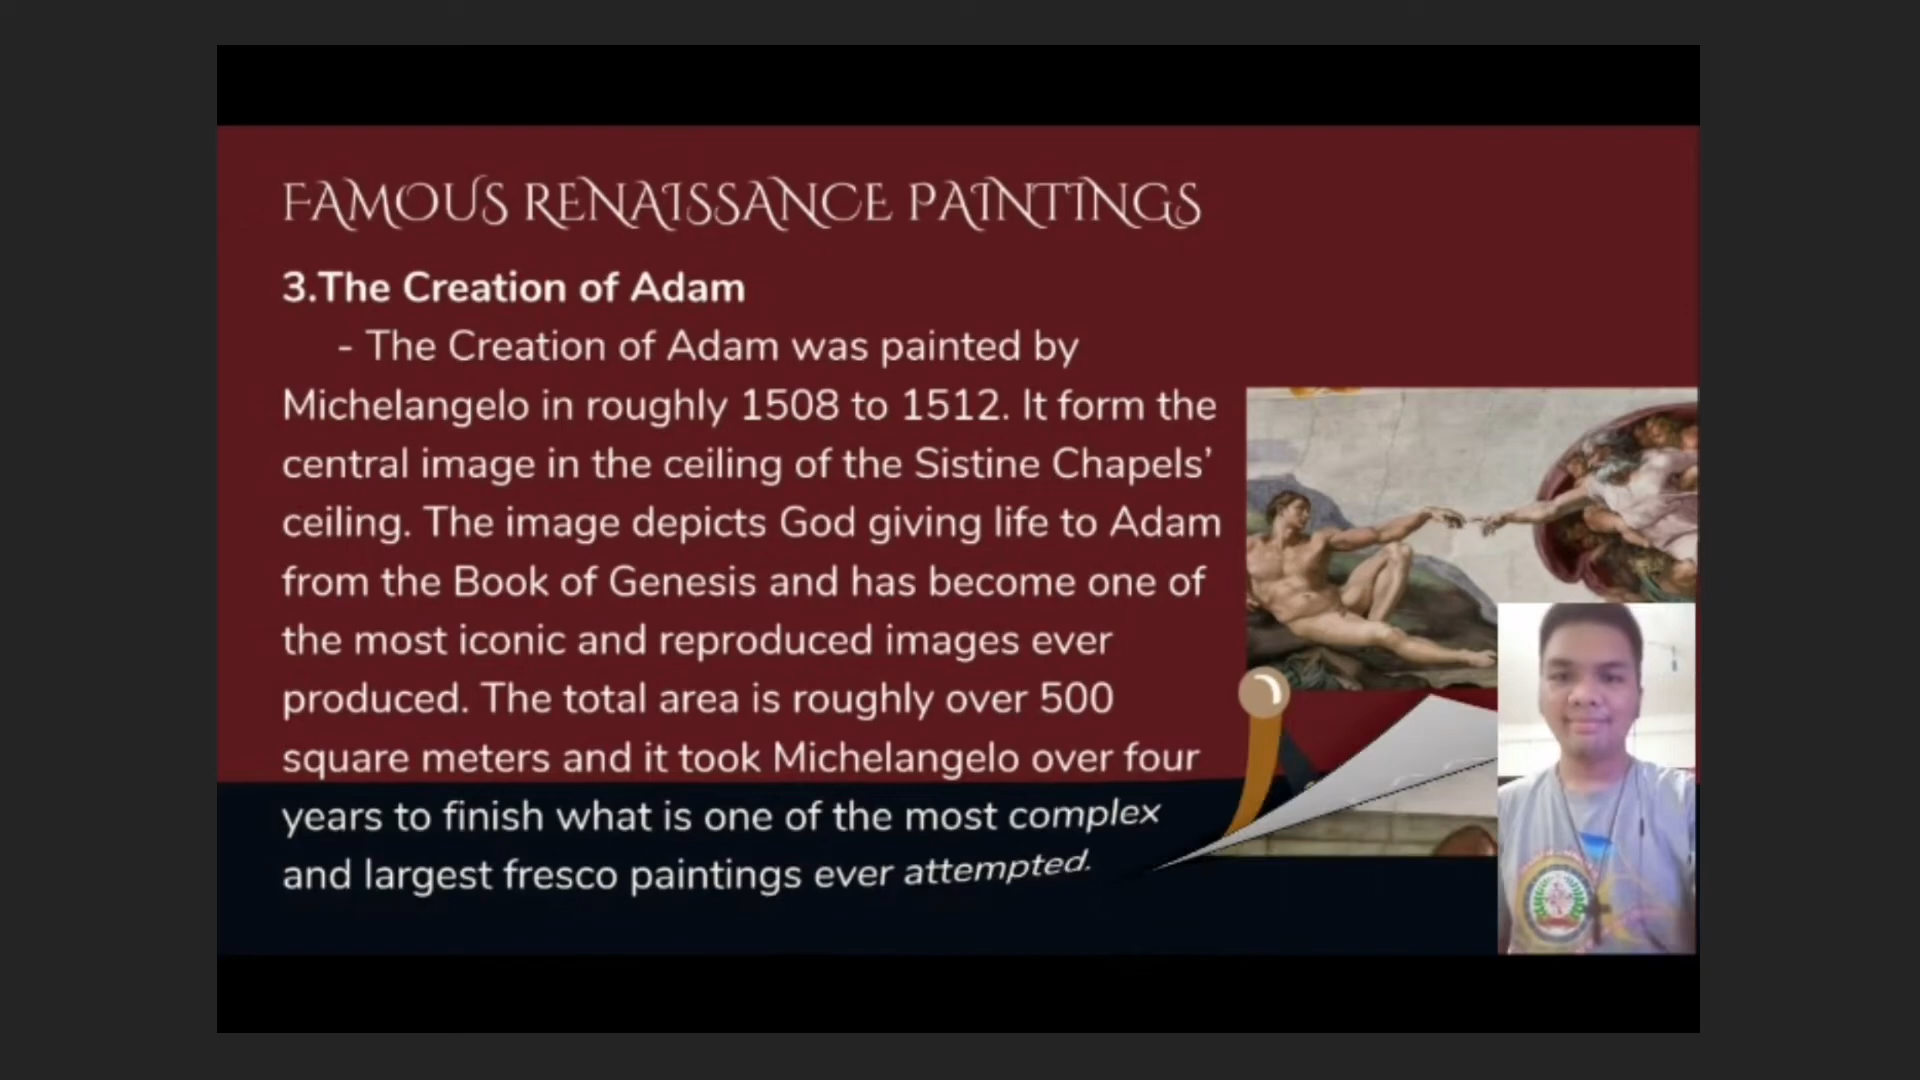 FAMOUS RENAISSANCE PAINTINGS
3.The Creation of Adam
- The Creation of Adam was painted by
Michelangelo in roughly 1508 to 1512. It form the
central image in the ceiling of the Sistine Chapels’
ceiling. The image depicts God giving life to Adam
from the Book of Genesis and has become one of
the most iconic and reproduced images ever
produced. The total area is roughly over 500
square meters and it took Michelangelo over four
years to finish what is one of the most complex
and largest fresco paintings ever attempted.